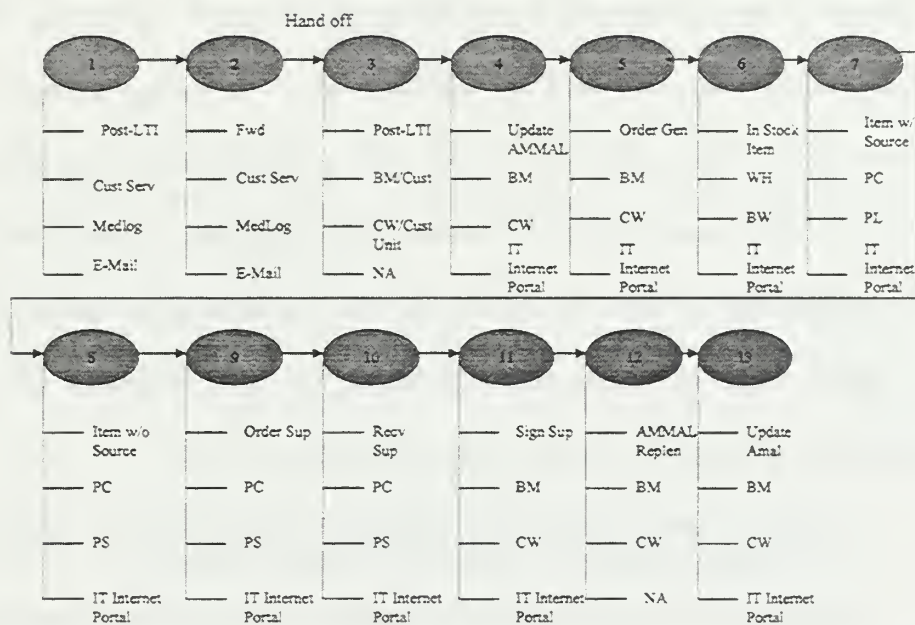 Hand off
1
2
3
4
5
6
7
Post-LTI
Cust Serv
Medlog
E-Mail
Fwd
Cust Serv
MedLog
E-Mail
Post-LTI
BM/Cust
CW/Cust
Unit
NA
Update
AMMAL
BM
CW
IT
Internet
Portal
Order Gen
BM
CW
IT
Internet
Portal
In Stock
Item
WH
BW
IT
Internet
Portal
Item w/
Source
PC
PL
IT
Internet
Portal
8
9
10
11
12
13
Item w/o
Source
PC
PS
IT Internet
Portal
Order Sup
PC
PS
IT Internet
Portal
Recv
Sup
PC
PS
IT Internet
Portal
Sign Sup
BM
CW
IT Internet
Portal
AMMAL
Replen
BM
CW
NA
Update
Amal
BM
CW
IT Internet
Portal